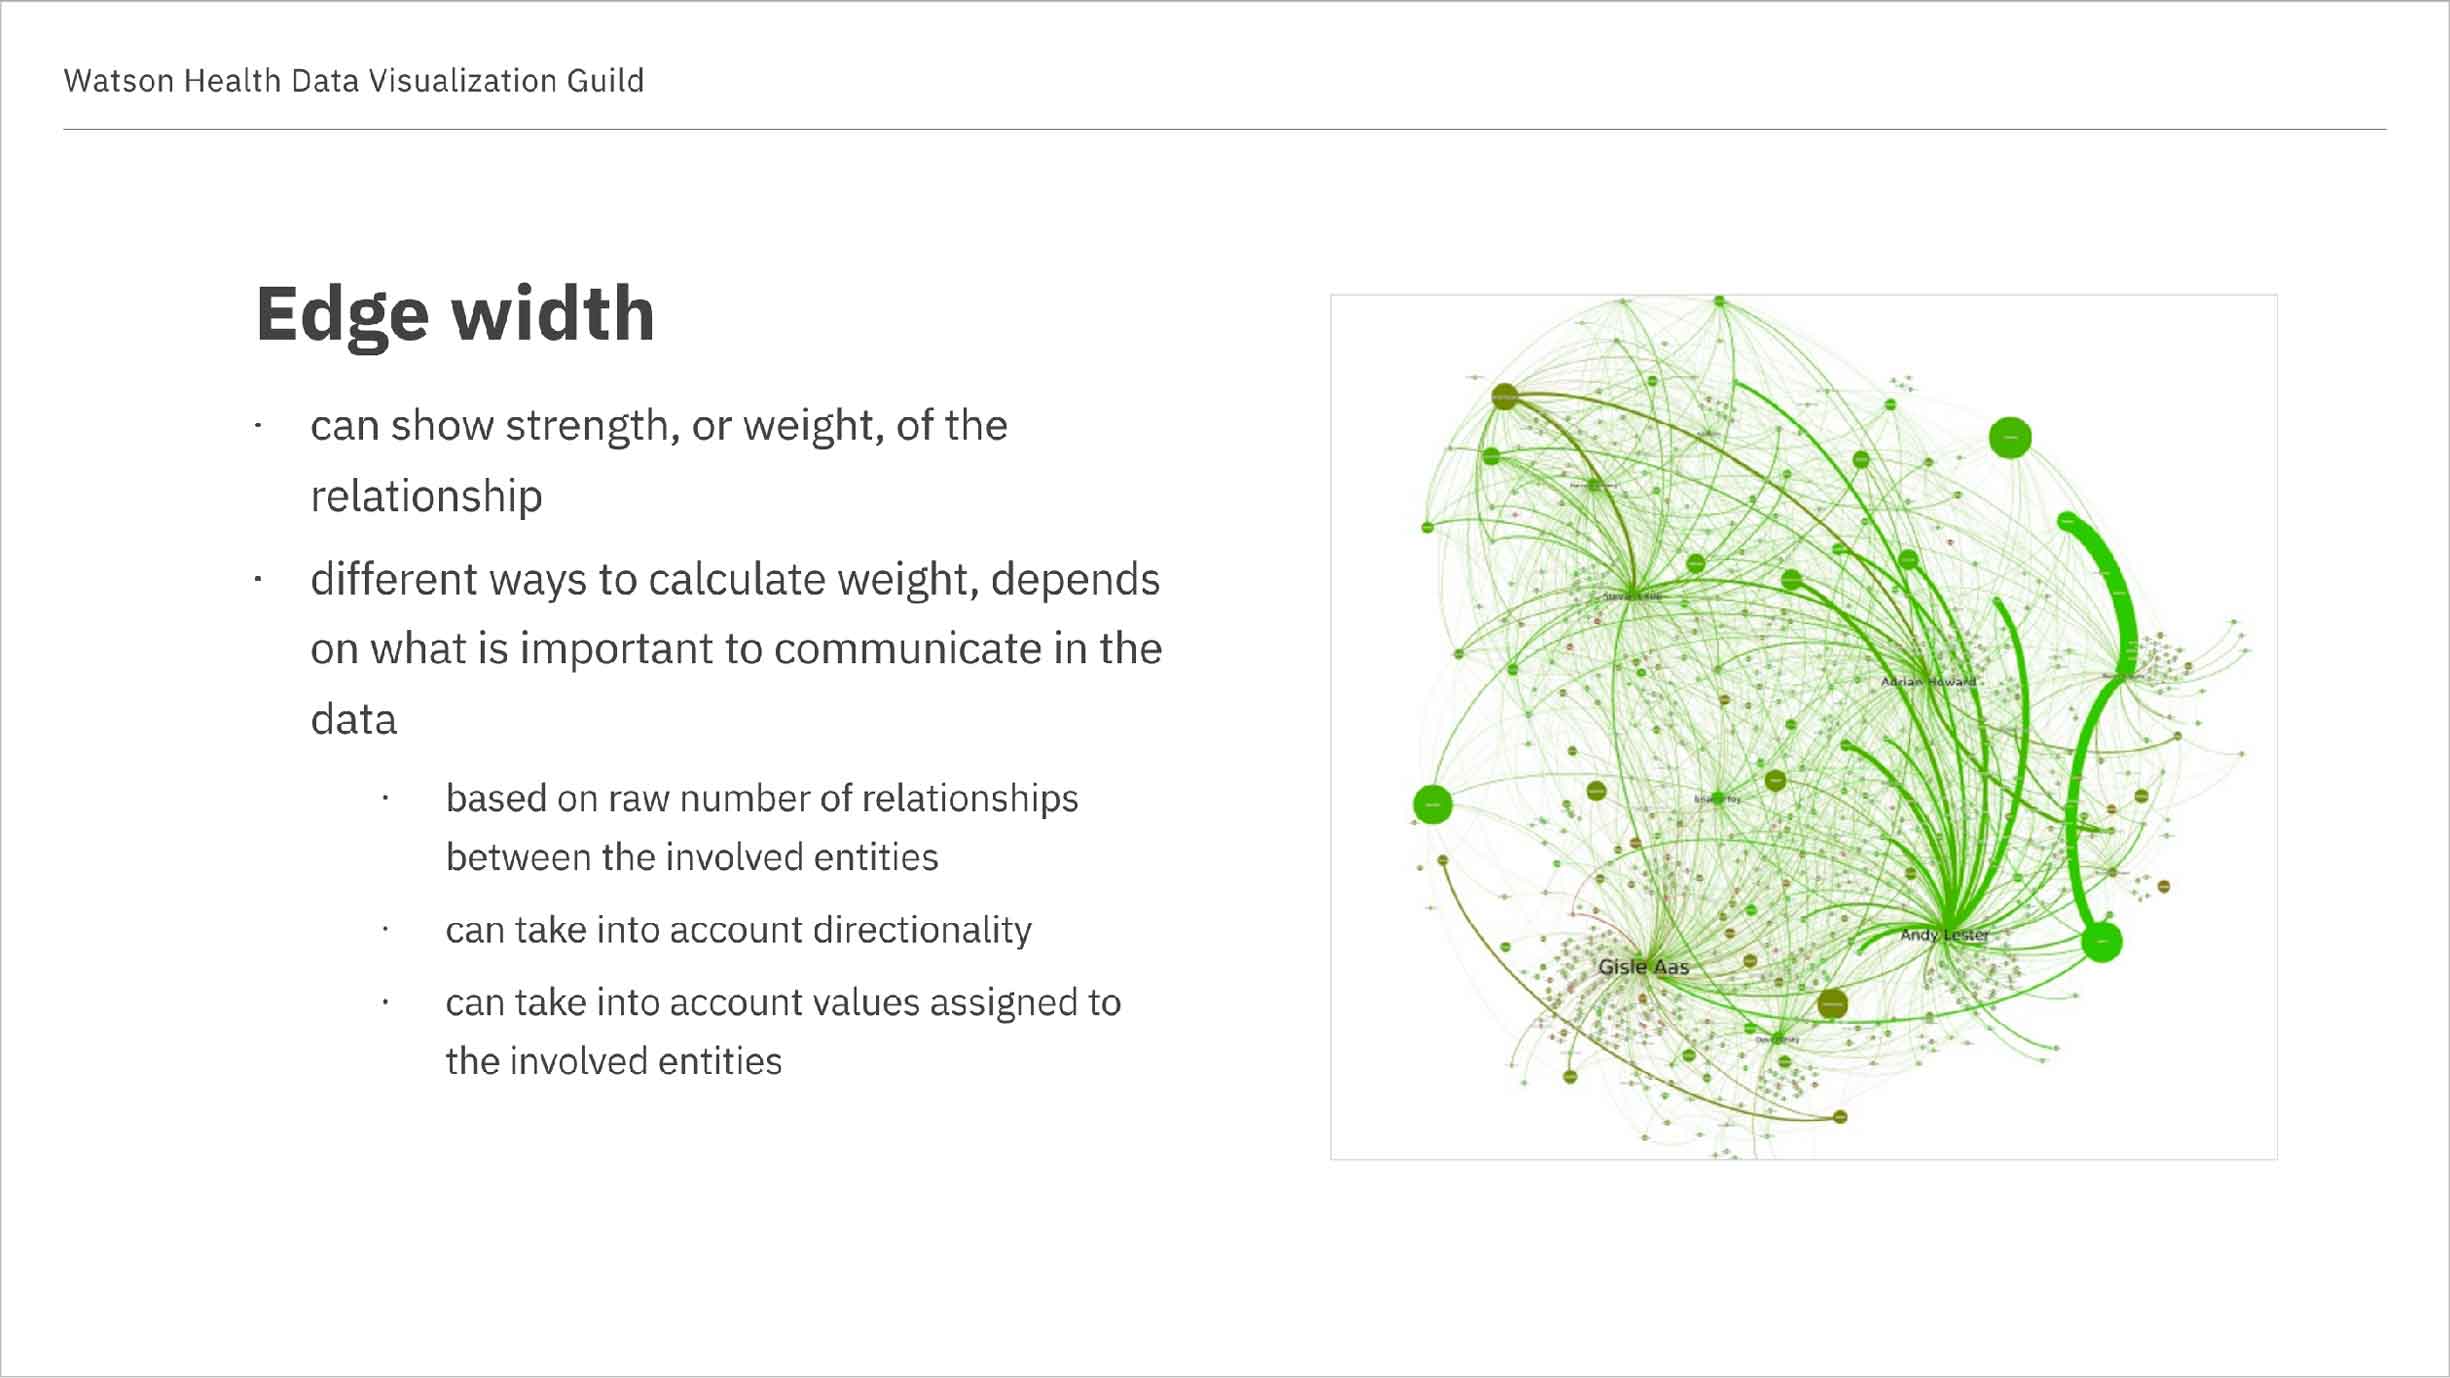 Watson Health Data Visualization Guild
Edge width
· can show strength, or weight, of the
relationship
· different ways to calculate weight, depends
on what is important to communicate in the
data
· based on raw number of relationships
between the involved entities
· can take into account directionality
· can take into account values assigned to
the involved entities
Adrian Howard
Andy Lester
Gisle Aas